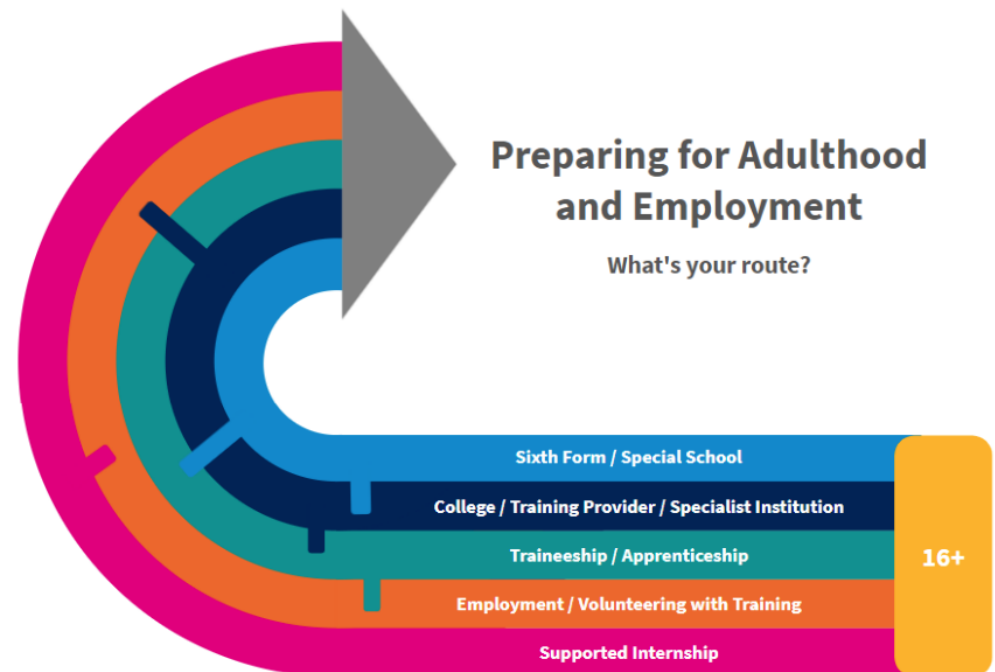 Preparing for Adulthood
and Employment
What's your route?
Sixth Form / Special School
College / Training Provider / Specialist Institution
Traineeship / Apprenticeship
16+
Employment / Volunteering with Training
Supported Internship